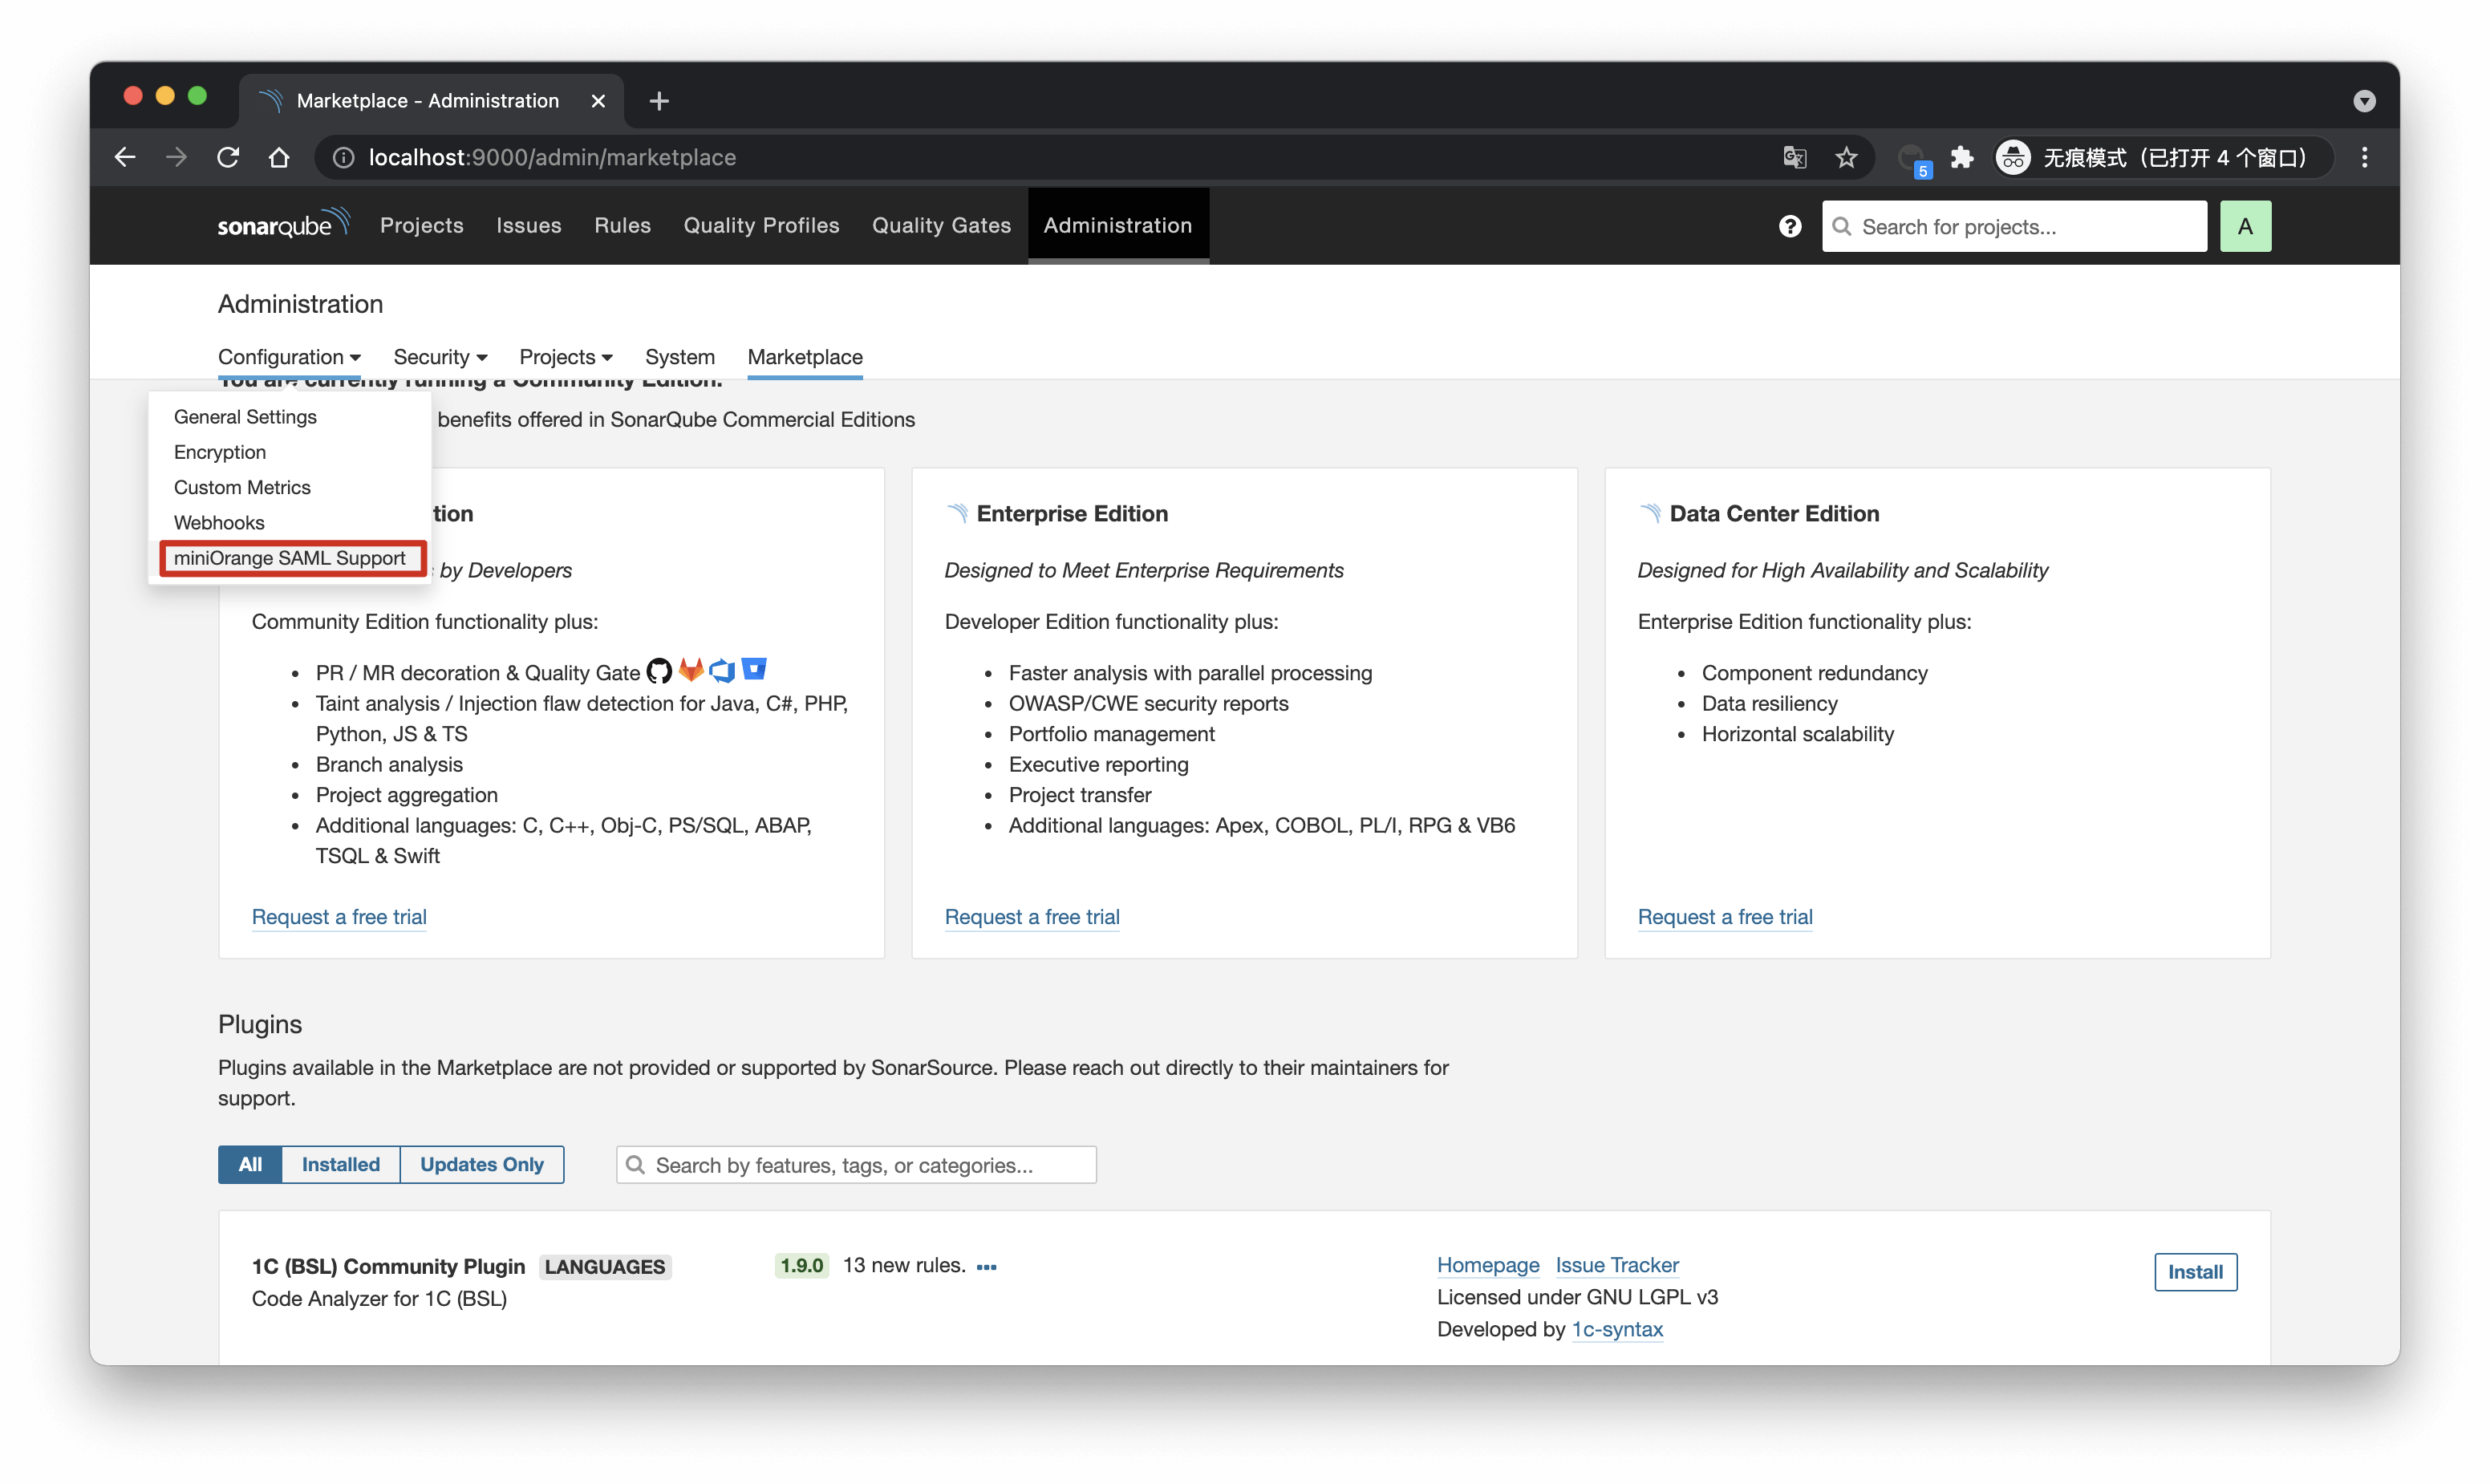 Marketplace - Administration
localhost:9000/admin/marketplace
5
无痕模式（已打开 4 个窗口）
sonarqube Projects Issues Rules Quality Profiles Quality Gates Administration
? Search for projects... A
Administration
Configuration Security Projects System Marketplace
You are currently running a Community Edition.
General Settings
benefits offered in SonarQube Commercial Editions
Encryption
Custom Metrics
Webhooks
miniOrange SAML Support
tion
by Developers
Community Edition functionality plus:
PR / MR decoration & Quality Gate
Taint analysis / Injection flaw detection for Java, C#, PHP,
Python, JS & TS
Branch analysis
Project aggregation
Additional languages: C, C++, Obj-C, PS/SQL, ABAP,
TSQL & Swift
Request a free trial
Enterprise Edition
Designed to Meet Enterprise Requirements
Developer Edition functionality plus:
Faster analysis with parallel processing
OWASP/CWE security reports
Portfolio management
Executive reporting
Project transfer
Additional languages: Apex, COBOL, PL/I, RPG & VB6
Request a free trial
Data Center Edition
Designed for High Availability and Scalability
Enterprise Edition functionality plus:
Component redundancy
Data resiliency
Horizontal scalability
Request a free trial
Plugins
Plugins available in the Marketplace are not provided or supported by SonarSource. Please reach out directly to their maintainers for
support.
All Installed Updates Only Search by features, tags, or categories...
1C (BSL) Community Plugin LANGUAGES
Code Analyzer for 1C (BSL)
1.9.0 13 new rules. ...
Homepage Issue Tracker
Licensed under GNU LGPL v3
Developed by 1c-syntax
Install